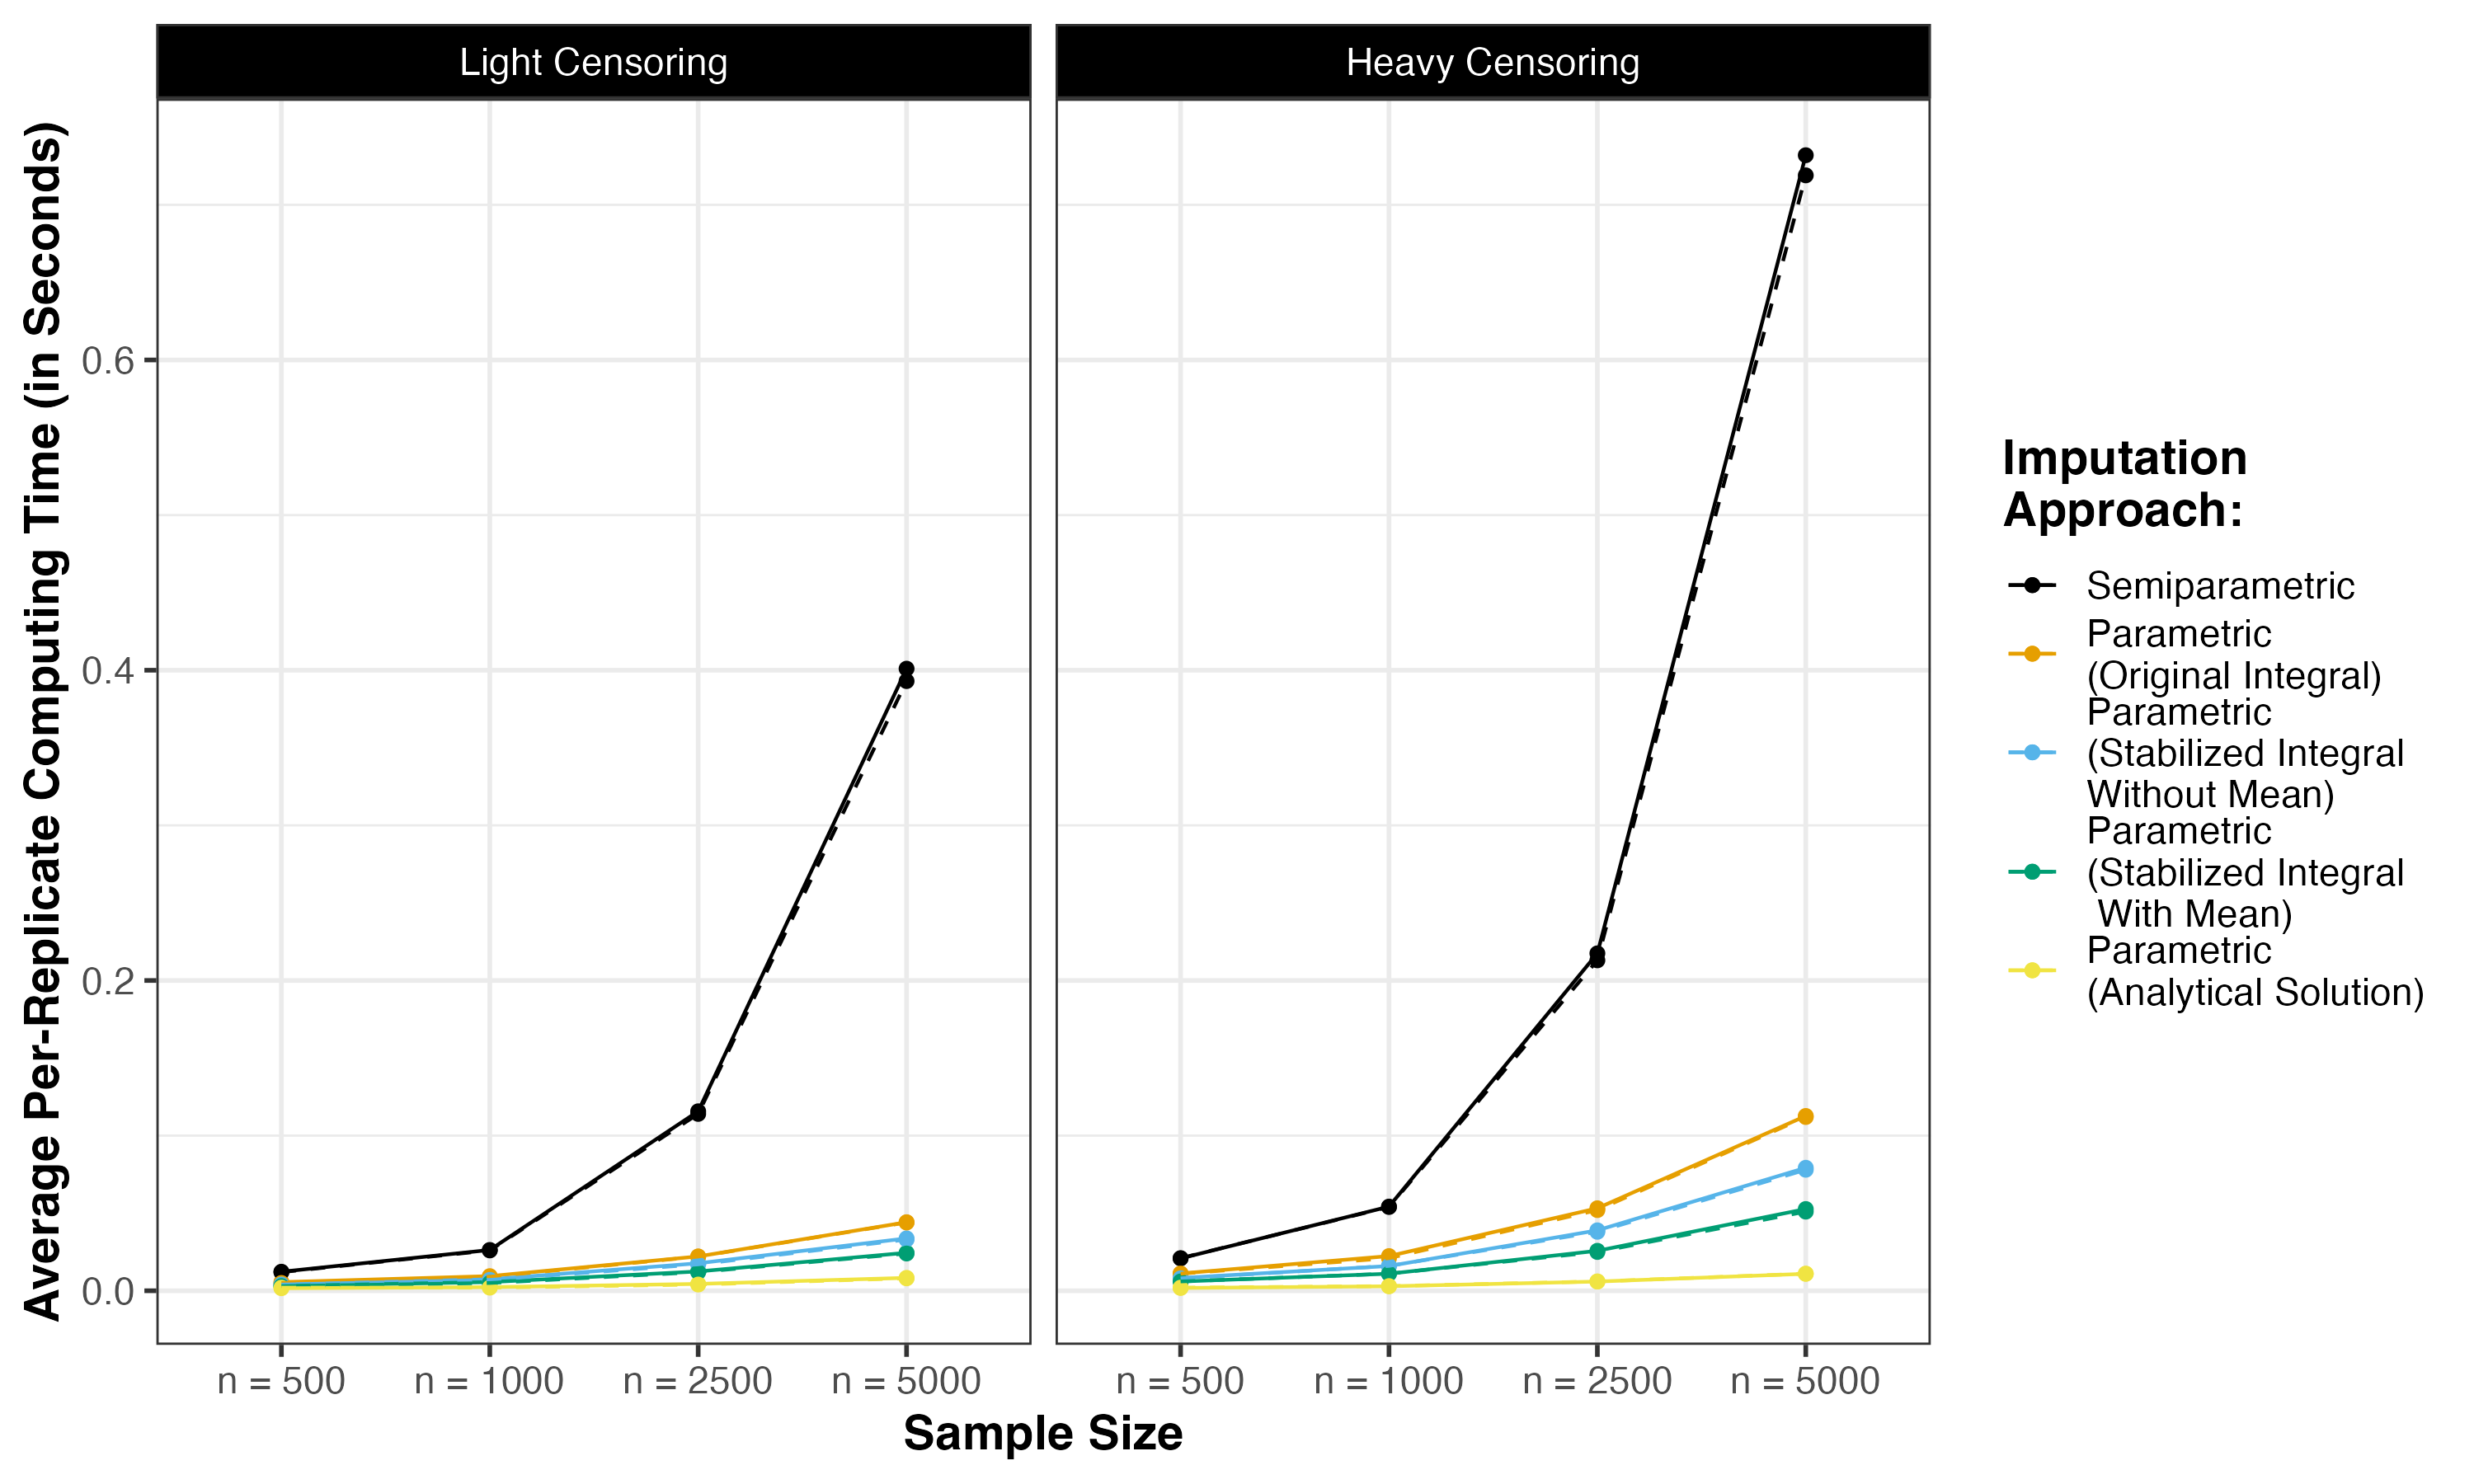 Light Censoring
Heavy Censoring
Average Per-Replicate Computing Time (in Seconds)
0.6
0.4
0.2
0.0
n = 500
n = 1000
n = 2500
n = 5000
n = 500
n = 1000
n = 2500
n = 5000
Sample Size
Imputation
Approach:
Semiparametric
Parametric
(Original Integral)
Parametric
(Stabilized Integral
Without Mean)
Parametric
(Stabilized Integral
With Mean)
Parametric
(Analytical Solution)